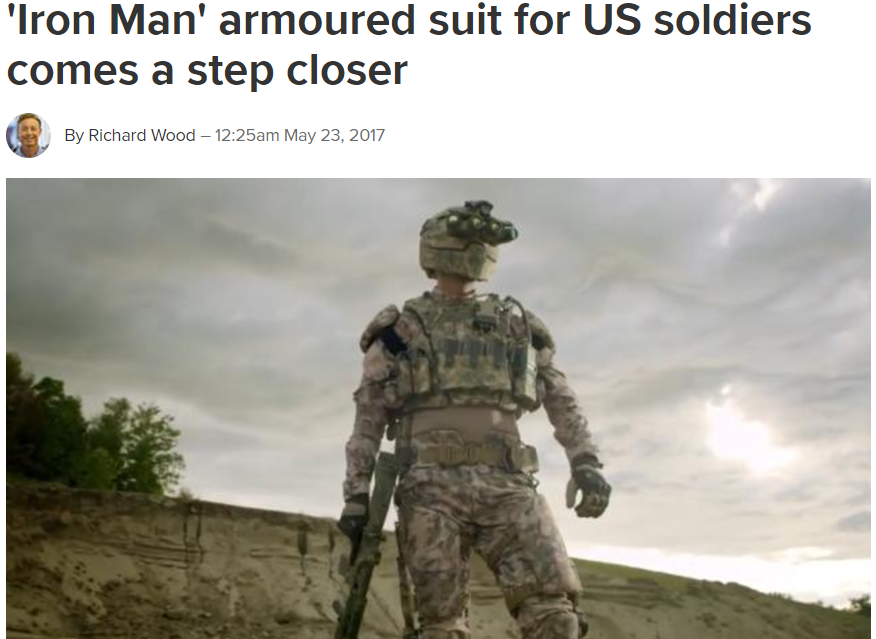 'Iron Man' armoured suit for US soldiers
comes a step closer
By Richard Wood – 12:25am May 23, 2017